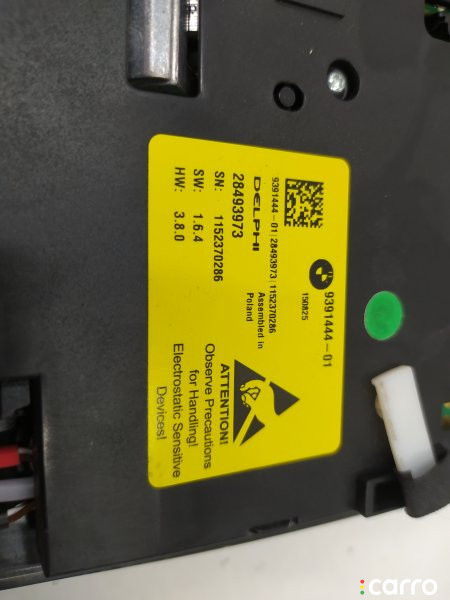 9391444-01
150825
9391444-01|28493973|1152370286
DELPHI
Assembled in
Poland
28493973
SN: 1152370286
SW: 1.6.4
HW: 3.8.0
ATTENTION!
Observe Precautions
for Handling!
Electrostatic Sensitive
Devices!
carro